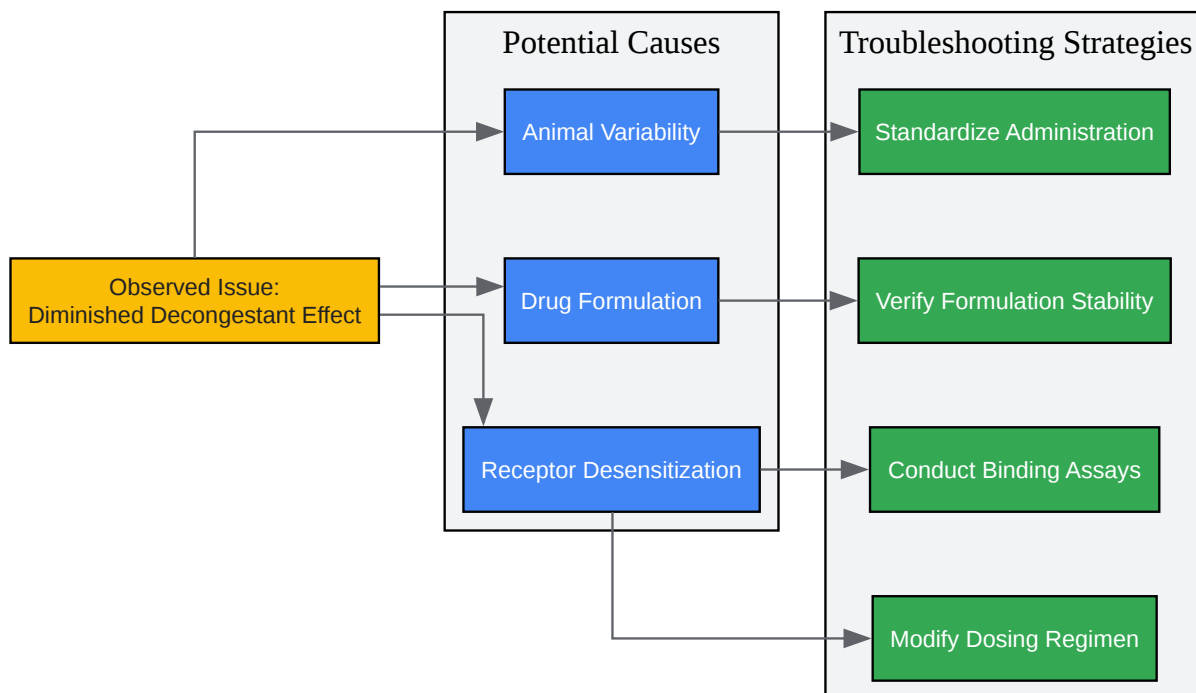 Potential Causes
Troubleshooting Strategies
Animal Variability
Standardize Administration
Observed Issue:
Diminished Decongestant Effect
Drug Formulation
Verify Formulation Stability
Receptor Desensitization
Conduct Binding Assays
Modify Dosing Regimen